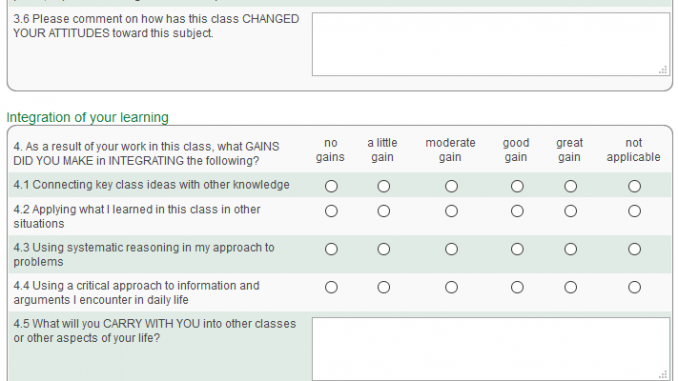 3.6 Please comment on how has this class CHANGED
YOUR ATTITUDES toward this subject.
Integration of your learning
4. As a result of your work in this class, what GAINS
DID YOU MAKE in INTEGRATING the following?
no
gains
a little
gain
moderate
gain
good
gain
great
gain
not
applicable
4.1 Connecting key class ideas with other knowledge
4.2 Applying what I learned in this class in other
situations
4.3 Using systematic reasoning in my approach to
problems
4.4 Using a critical approach to information and
arguments I encounter in daily life
4.5 What will you CARRY WITH YOU into other classes
or other aspects of your life?